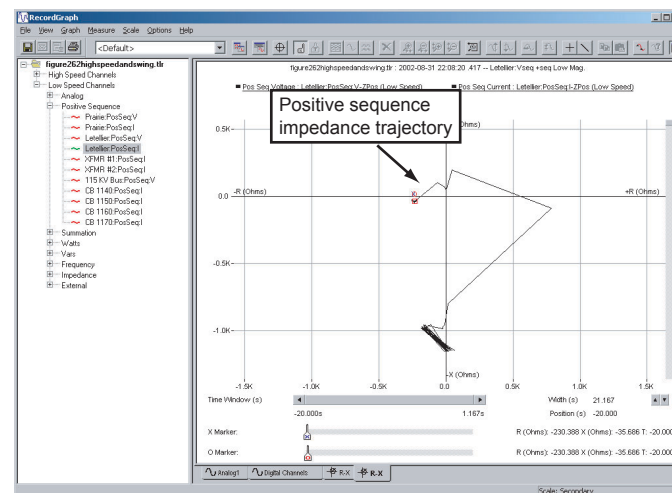 RecordGraph
File View Graph Measure Scale Options Help
<Default>
figure262highspeedandswing.tlr
High Speed Channels
Low Speed Channels
Analog
Positive Sequence
Prairie:PosSeq:V
Prairie:PosSeq:I
Letellier:PosSeq:V
Letellier:PosSeq:I
XFMR #1:PosSeq:I
XFMR #2:PosSeq:I
115 KV Bus:PosSeq:V
CB 1140:PosSeq:I
CB 1150:PosSeq:I
CB 1160:PosSeq:I
CB 1170:PosSeq:I
Summation
Watts
Vars
Frequency
Impedance
External
figure262highspeedandswing.tlr : 2002-08-31 22:08:20 .417 -- Letellier:Vseq +seq Low Mag.
Pos Seq Voltage : Letellier:PosSeq:V-ZPos (Low Speed) Pos Seq Current : Letellier:PosSeq:I-ZPos (Low Speed)
Positive sequence
impedance trajectory
Ohms)
0.5K
-R (Ohms) +R (Ohms)
0.0
-0.5K
-1.0K
-X (Ohms)
-1.5K -1.0K -0.5K 0.0 0.5K 1.0K 1.5K
Time Window (s) Width (s) 21.167
-20.000s 1.167s Position (s) -20.000
X Marker: R (Ohms): -230.388 X (Ohms): -35.686 T: -20.000
O Marker: R (Ohms): -230.388 X (Ohms): -35.686 T: -20.000
Analog1 Digital Channels R-X R-X
Scale: Secondary